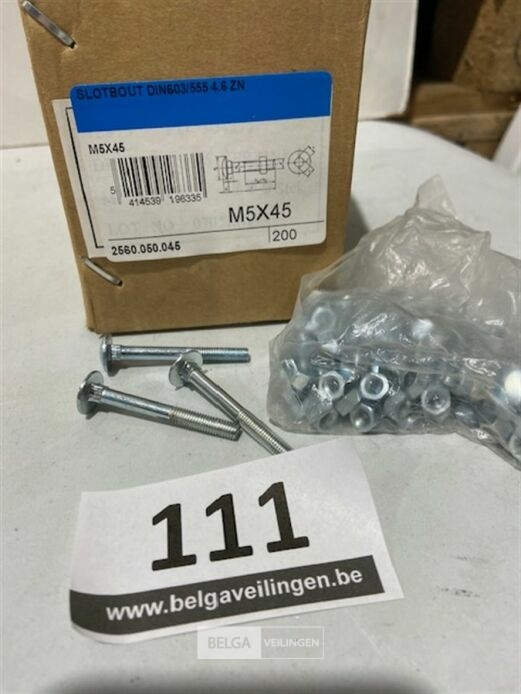 SLOTBOUT DIN603/555 4.6 ZN
M5X45
5 414539 196335
M5X45
200
2560.050.045
111
www.belgaveilingen.be
BELGA VEILINGEN